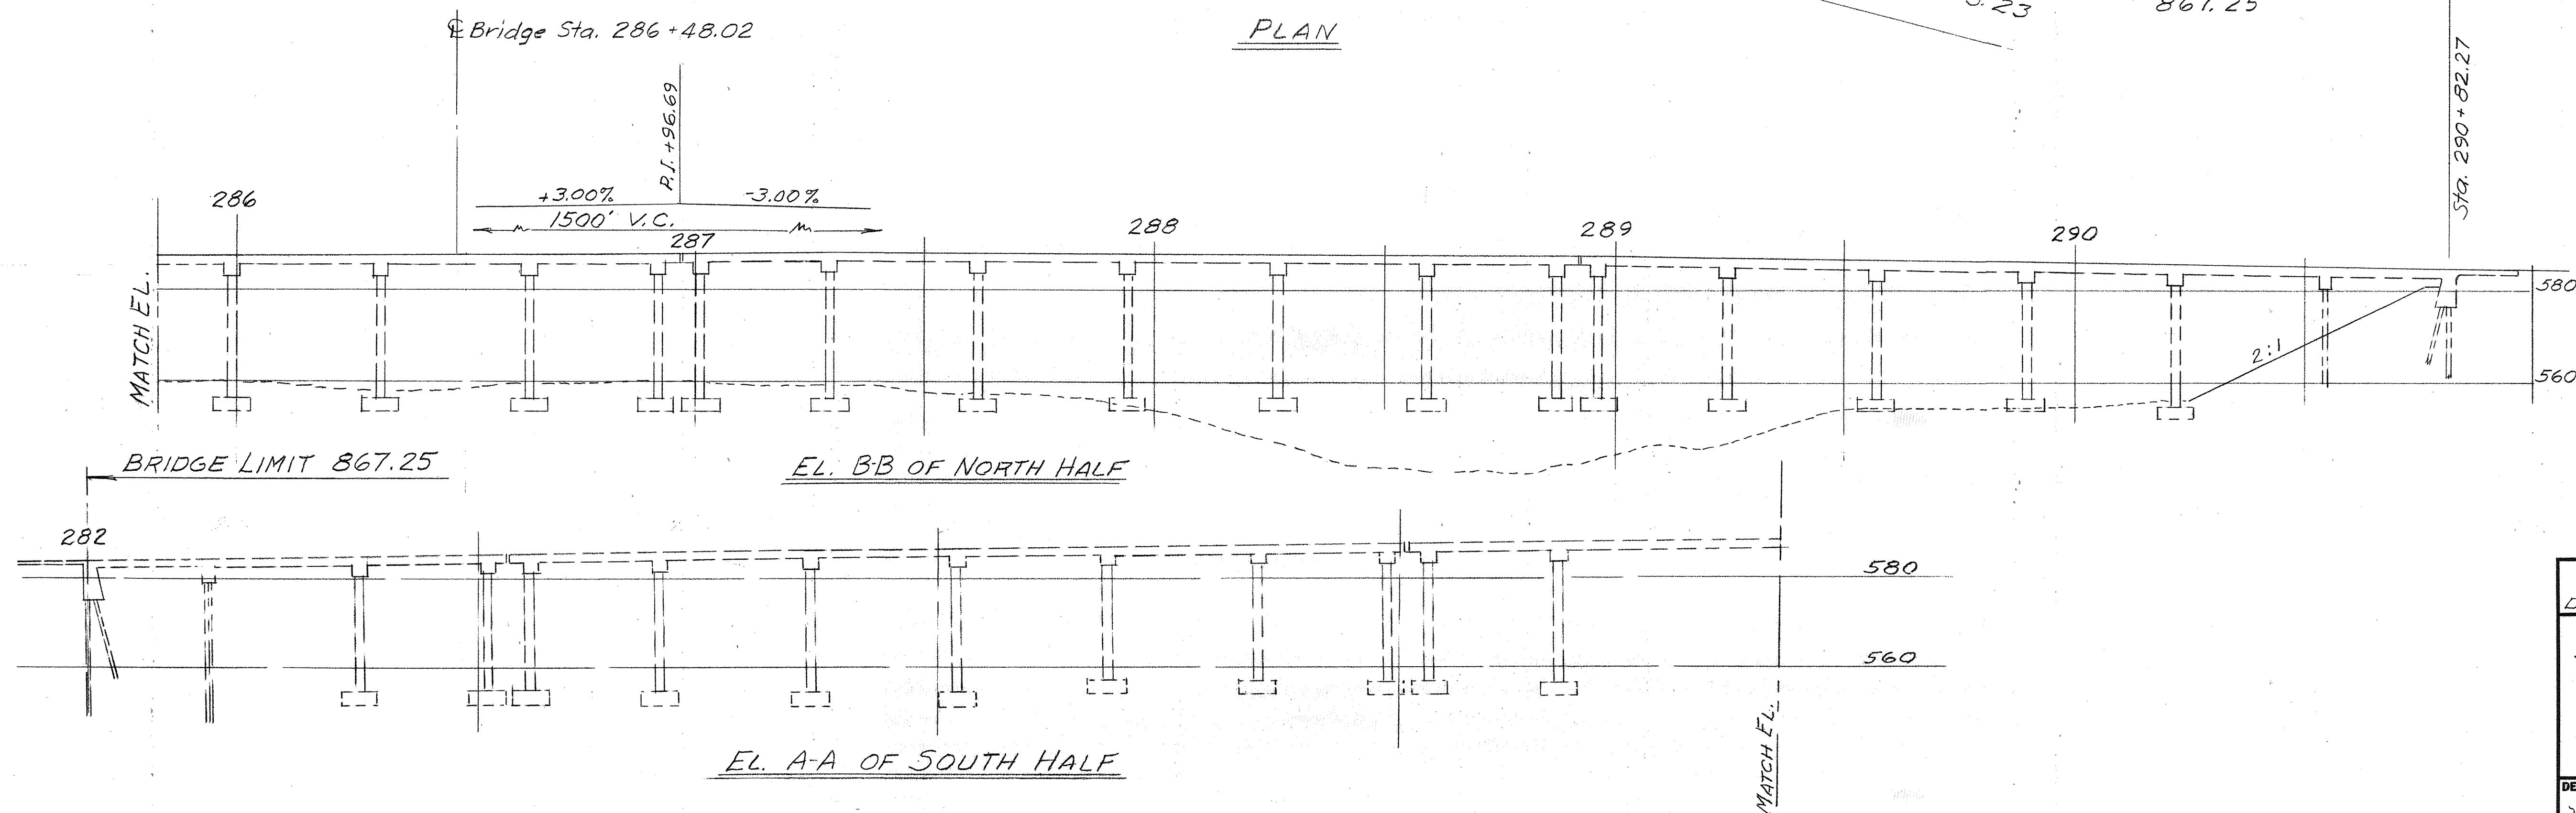 ℄ Bridge Sta. 286+48.02
PLAN
867.25
Sta. 290+82.27
P.I. +96.69
+3.00% -3.00%
1500' V.C.
286
287
288
289
290
MATCH EL.
580
560
2:1
BRIDGE LIMIT 867.25
EL. B-B OF NORTH HALF
282
580
560
MATCH EL.
EL. A-A OF SOUTH HALF